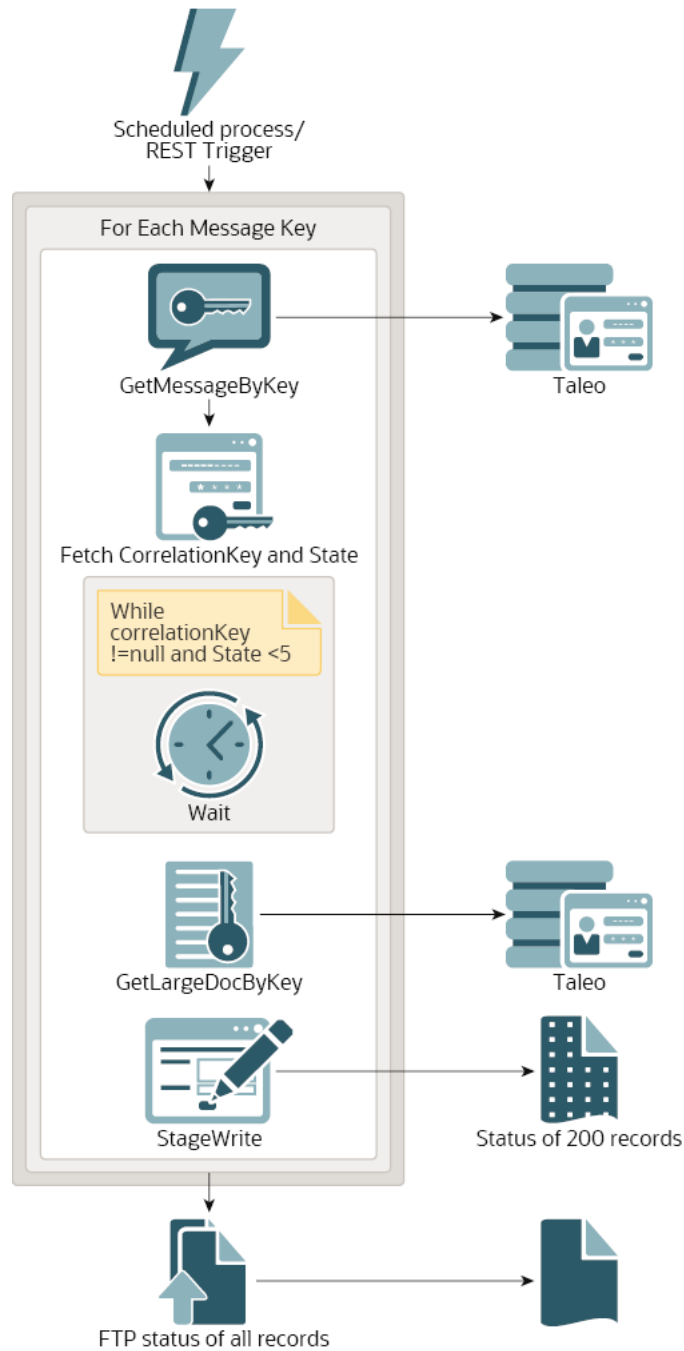 Scheduled process/
REST Trigger
For Each Message Key
GetMessageByKey
Taleo
Fetch CorrelationKey and State
While
correlationKey
!=null and State <5
Wait
GetLargeDocByKey
Taleo
StageWrite
Status of 200 records
FTP status of all records